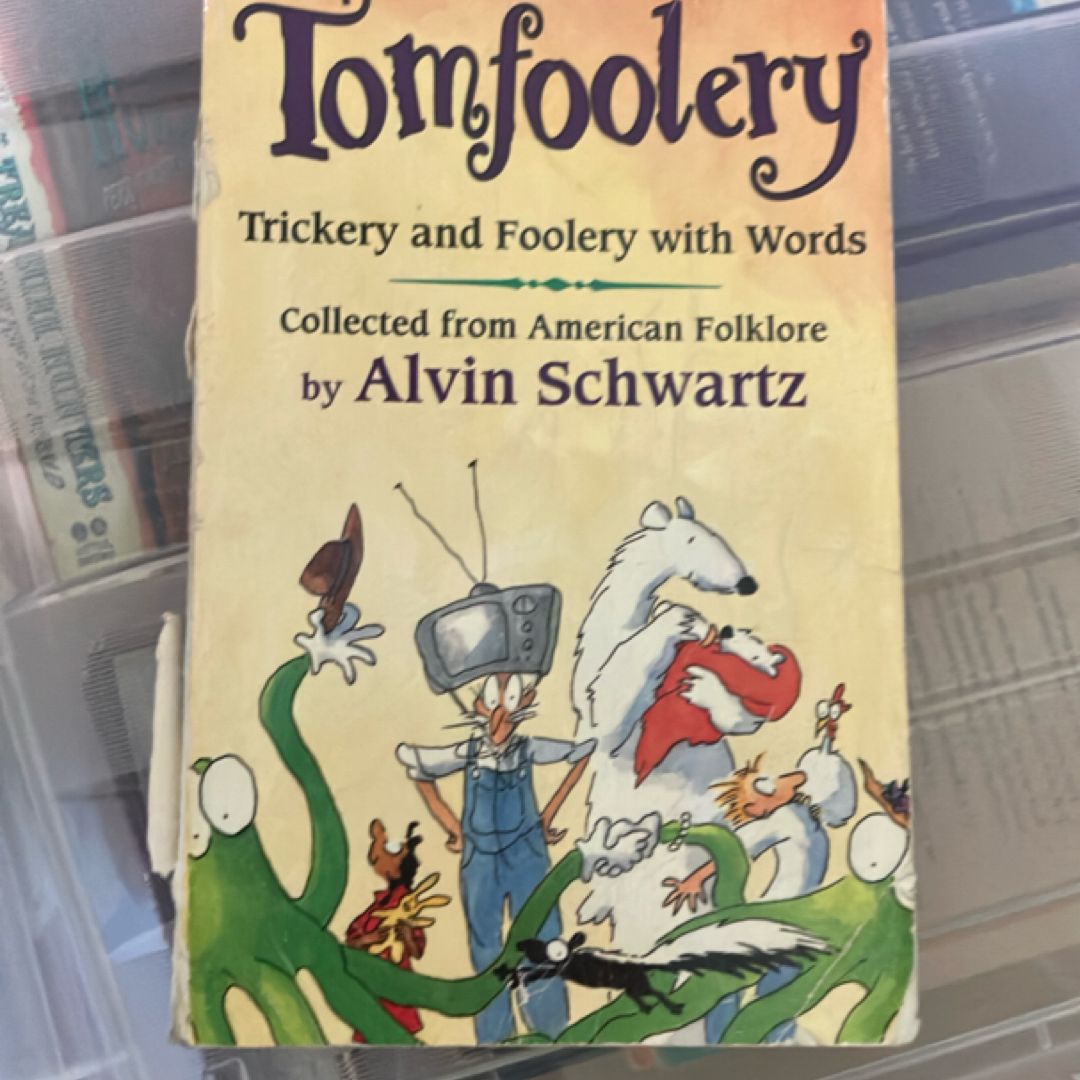 Tomfoolery
Trickery and Foolery with Words
Collected from American Folklore
by Alvin Schwartz